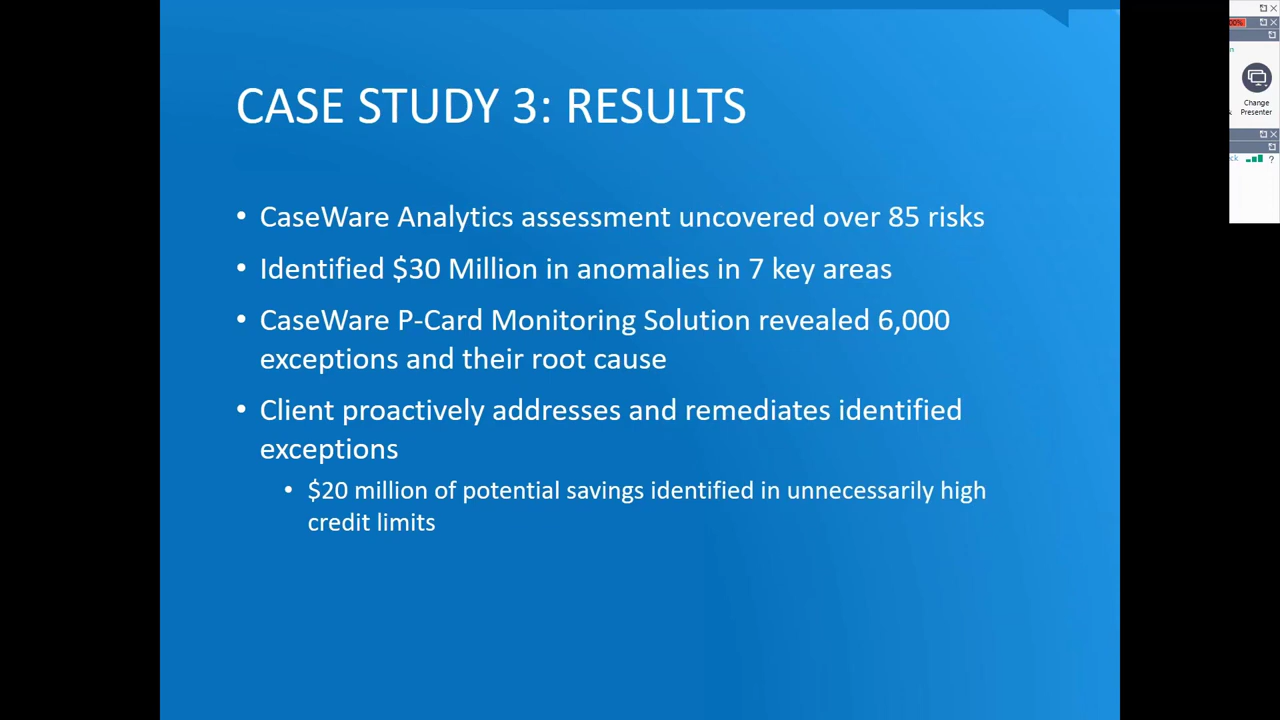 CASE STUDY 3: RESULTS
• CaseWare Analytics assessment uncovered over 85 risks
• Identified $30 Million in anomalies in 7 key areas
• CaseWare P-Card Monitoring Solution revealed 6,000
exceptions and their root cause
• Client proactively addresses and remediates identified
exceptions
• $20 million of potential savings identified in unnecessarily high
credit limits
Change
Presenter
?